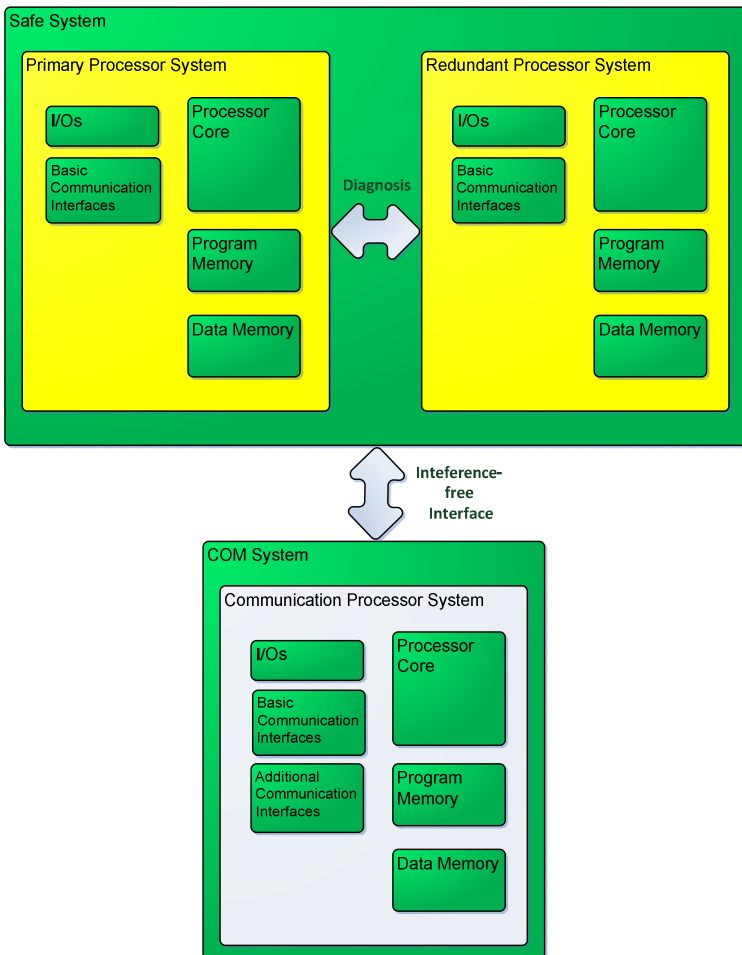 Safe System
Primary Processor System
I/Os
Processor
Core
Basic
Communication
Interfaces
Program
Memory
Data Memory
Diagnosis
Redundant Processor System
I/Os
Processor
Core
Basic
Communication
Interfaces
Program
Memory
Data Memory
Inteference-
free
Interface
COM System
Communication Processor System
I/Os
Processor
Core
Basic
Communication
Interfaces
Additional
Communication
Interfaces
Program
Memory
Data Memory